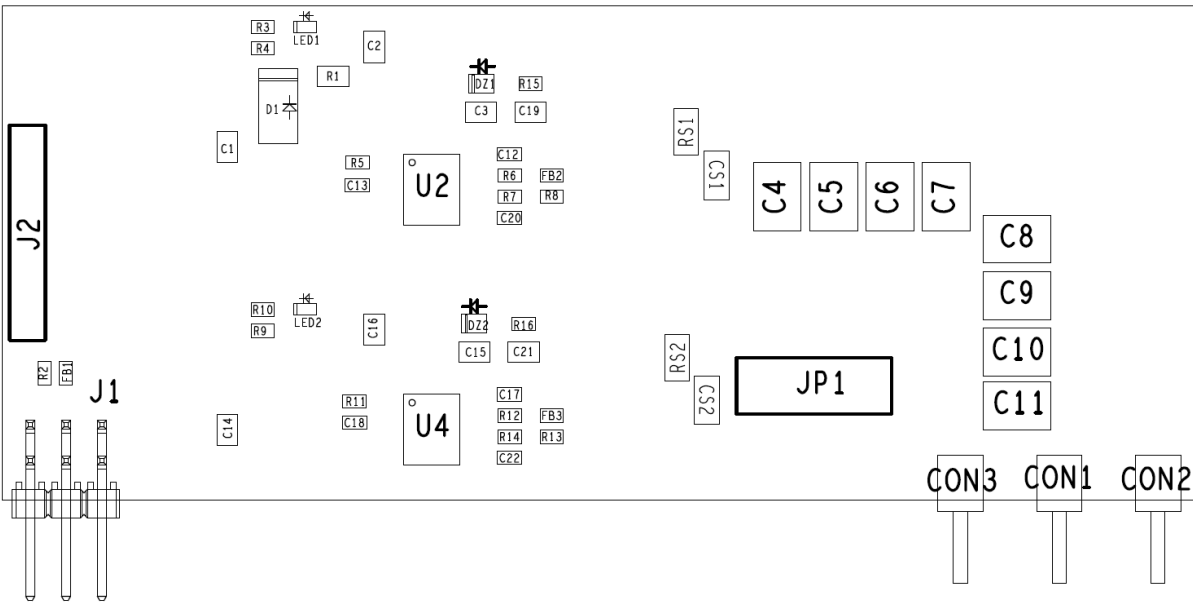 R3
R4
LED1
C2
R1
D1
DZ1
R15
C3
C19
C1
R5
C13
U2
C12
R6
FB2
R7
R8
C20
RS1
CS1
C4
C5
C6
C7
J2
C8
C9
C10
C11
R10
R9
LED2
C16
DZ2
R16
C15
C21
RS2
CS2
JP1
R2
FB1
J1
C14
R11
C18
U4
C17
R12
FB3
R14
R13
C22
CON3
CON1
CON2